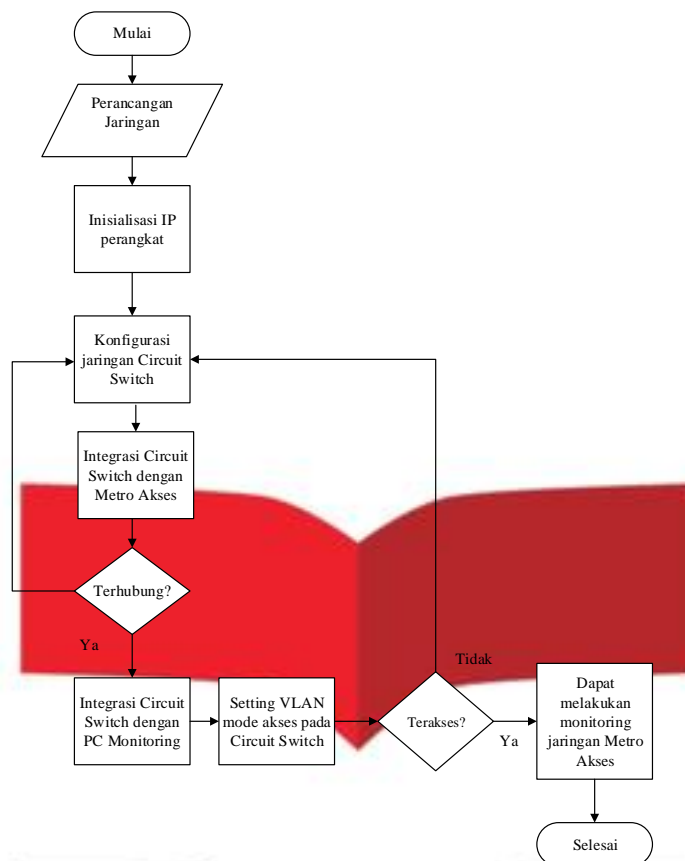 Mulai
Perancangan
Jaringan
Inisialisasi IP
perangkat
Konfigurasi
jaringan Circuit
Switch
Integrasi Circuit
Switch dengan
Metro Akses
Terhubung?
Ya
Integrasi Circuit
Switch dengan
PC Monitoring
Setting VLAN
mode akses pada
Circuit Switch
Terakses?
Tidak
Ya
Dapat
melakukan
monitoring
jaringan Metro
Akses
Selesai